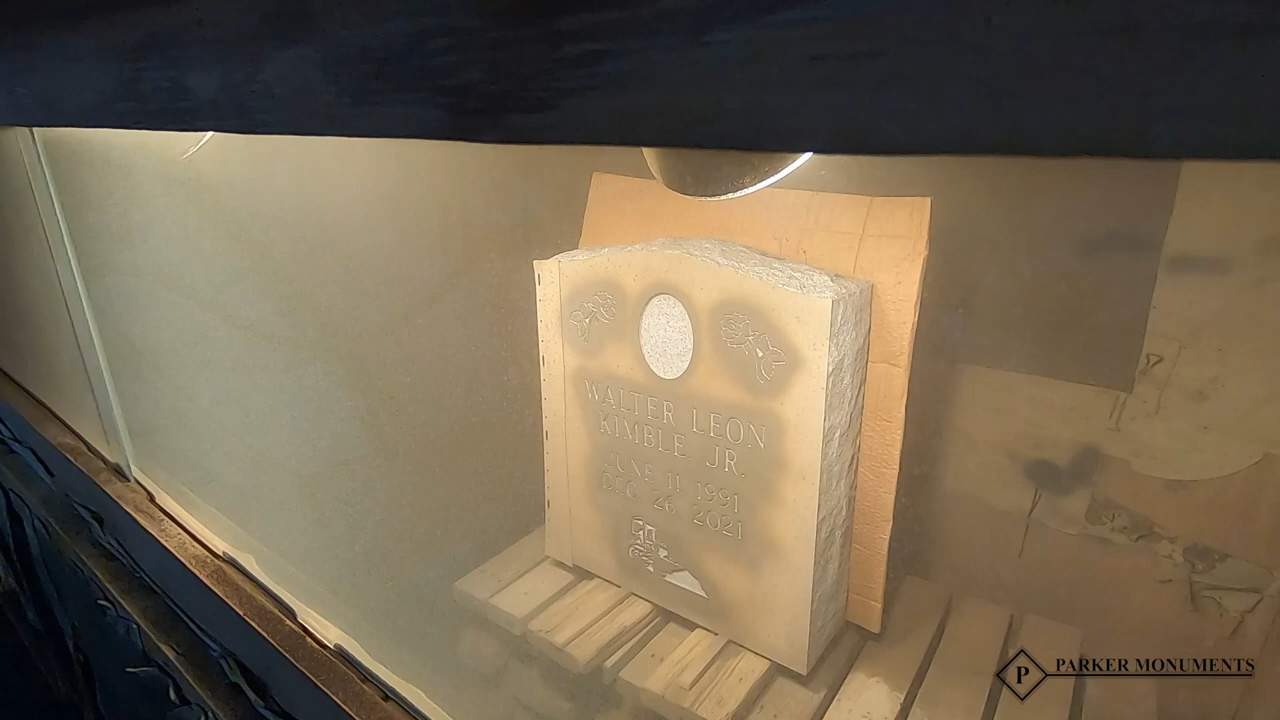 WALTER LEON
KIMBLE JR.
JUNE 11 1991
DEC 26 2021
P
PARKER MONUMENTS